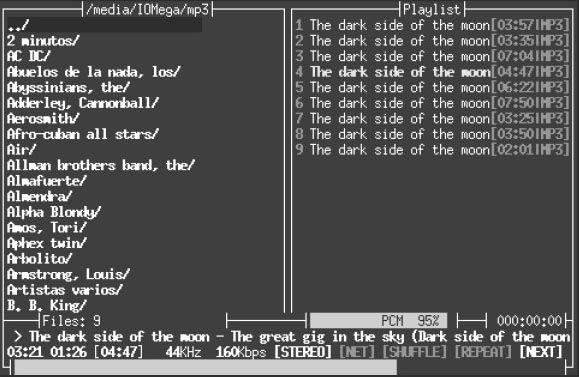 /media/IOMega/mp3
../
2 minutos/
AC DC/
Abuelos de la nada, los/
Abyssinians, the/
Adderley, Cannonball/
Aerosmith/
Afro-cuban all stars/
Air/
Allman brothers band, the/
Almafuerte/
Almendra/
Alpha Blondy/
Amos, Tori/
Aphex twin/
Arbolito/
Armstrong, Louis/
Artistas varios/
B. B. King/
Playlist
1 The dark side of the moon[03:57|MP3]
2 The dark side of the moon[03:35|MP3]
3 The dark side of the moon[07:04|MP3]
4 The dark side of the moon[04:47|MP3]
5 The dark side of the moon[06:22|MP3]
6 The dark side of the moon[07:50|MP3]
7 The dark side of the moon[03:25|MP3]
8 The dark side of the moon[03:50|MP3]
9 The dark side of the moon[02:01|MP3]
Files: 9
PCM 95%
000:00:00
> The dark side of the moon - The great gig in the sky (Dark side of the moon
03:21 01:26 [04:47] 44KHz 160Kbps [STEREO] [NET] [SHUFFLE] [REPEAT] [NEXT]